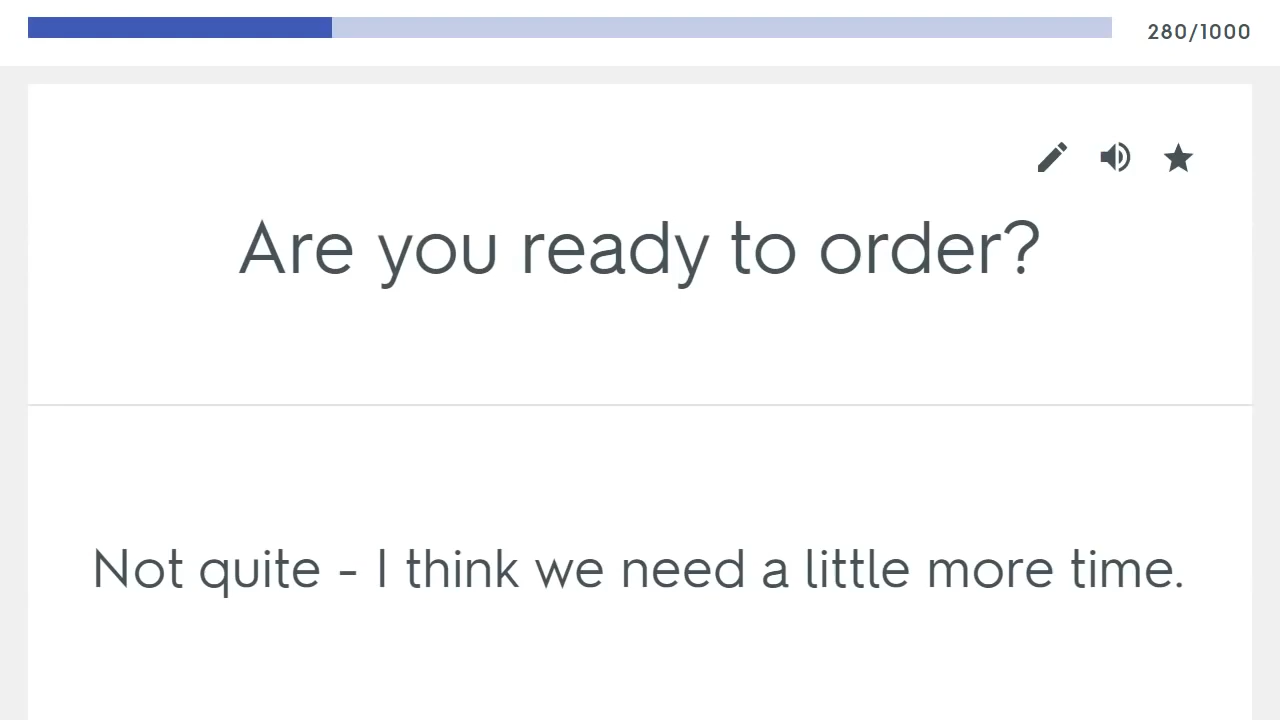 280/1000
Are you ready to order?
Not quite - I think we need a little more time.